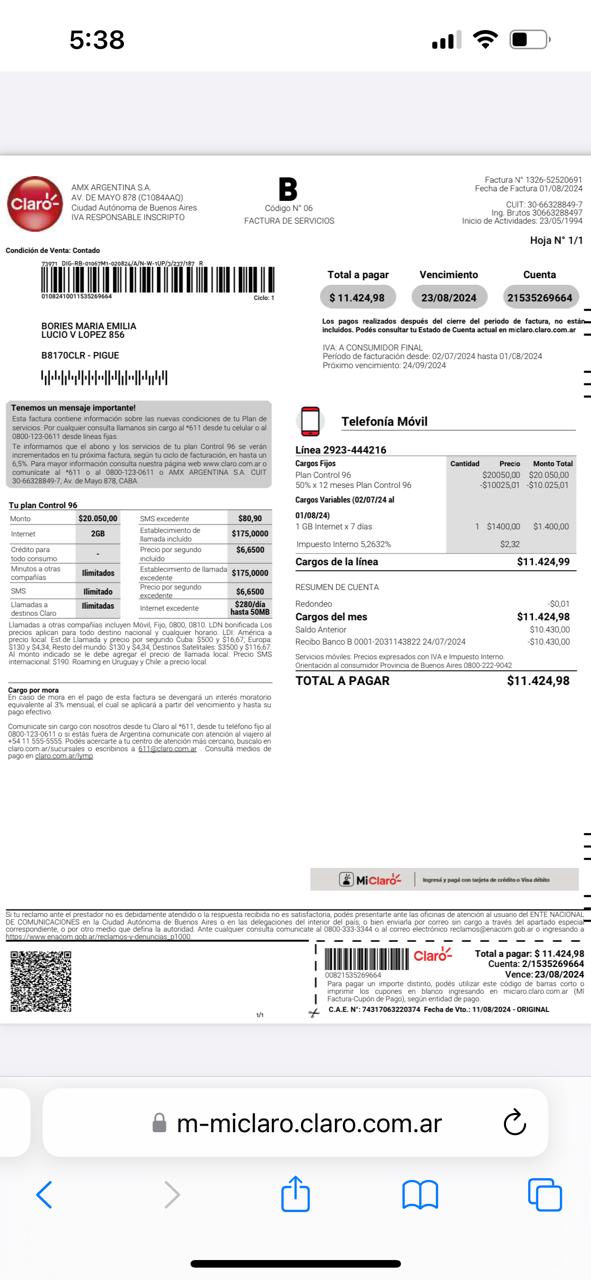 5:38
Claro
AMX ARGENTINA S.A.
AV. DE MAYO 878 (C1084AAQ)
Ciudad Autónoma de Buenos Aires
IVA RESPONSABLE INSCRIPTO
B
Código N° 06
FACTURA DE SERVICIOS
Factura N° 1326-52520691
Fecha de Factura 01/08/2024
CUIT: 30-66328849-7
Ing. Brutos 30663288497
Inicio de Actividades: 23/05/1994
Hoja N° 1/1
Condición de Venta: Contado
73971 DIG-RB-01067M1-020824/A/N-W-1UP/3/237/187 R
01082410011535269664
Ciclo: 1
BORIES MARIA EMILIA
LUCIO V LOPEZ 856
B8170CLR - PIGUE
Total a pagar Vencimiento Cuenta
$ 11.424,98 23/08/2024 21535269664
Los pagos realizados después del cierre del periodo de factura, no están
incluidos. Podés consultar tu Estado de Cuenta actual en miclaro.claro.com.ar
IVA: A CONSUMIDOR FINAL
Período de facturación desde: 02/07/2024 hasta 01/08/2024
Próximo vencimiento: 24/09/2024
Tenemos un mensaje importante!
Esta factura contiene información sobre las nuevas condiciones de tu Plan de
servicios. Por cualquier consulta llamanos sin cargo al *611 desde tu celular o al
0800-123-0611 desde líneas fijas.
Te informamos que el abono y los servicios de tu plan Control 96 se verán
incrementados en tu próxima factura, según tu ciclo de facturación, en hasta un
6,5%. Para mayor información consulta nuestra página web www.claro.com.ar o
comunicate al *611 o al 0800-123-0611 o AMX ARGENTINA S.A. CUIT
30-66328849-7, Av. de Mayo 878, CABA.
Tu plan Control 96
Monto $20.050,00 SMS excedente $80,90
Internet 2GB Establecimiento de llamada incluido $175,0000
Crédito para todo consumo - Precio por segundo incluido $6,6500
Minutos a otras compañías Ilimitados Establecimiento de llamada excedente $175,0000
SMS Ilimitado Precio por segundo excedente $6,6500
Llamadas a destinos Claro Ilimitadas Internet excedente $280/día hasta 50MB
Llamadas a otras compañias incluyen Móvil, Fijo, 0800, 0810. LDN bonificada Los
precios aplican para todo destino nacional y cualquier horario. LDI: América a
precio local. Est.de Llamada y precio por segundo Cuba: $500 y $16,67; Europa:
$130 y $4,34; Resto del mundo: $130 y $4,34; Destinos Satelitales: $3500 y $116,67.
Al monto indicado se le debe agregar el precio de llamada local. Precio SMS
internacional: $190. Roaming en Uruguay y Chile: a precio local.
Cargo por mora
En caso de mora en el pago de esta factura se devengará un interés moratorio
equivalente al 3% mensual, el cual se aplicará a partir del vencimiento y hasta su
pago efectivo.
Comunicate sin cargo con nosotros desde tu Claro al *611, desde tu teléfono fijo al
0800-123-0611 o si estás fuera de Argentina comunicate con atención al viajero al
+54 11 555-5555. Podés acercarte a tu centro de atención más cercano, buscalo en
claro.com.ar/sucursales o escribinos a 611@claro.com.ar . Consultá medios de
pago en claro.com.ar/lymp.
Telefonía Móvil
Línea 2923-444216
Cargos Fijos Cantidad Precio Monto Total
Plan Control 96 $20050,00 $20.050,00
50% x 12 meses Plan Control 96 -$10025,01 -$10.025,01
Cargos Variables (02/07/24 al
01/08/24)
1 GB Internet x 7 días 1 $1400,00 $1.400,00
Impuesto Interno 5,2632% $2,32
Cargos de la línea $11.424,99
RESUMEN DE CUENTA
Redondeo -$0,01
Cargos del mes $11.424,98
Saldo Anterior $10.430,00
Recibo Banco B 0001-2031143822 24/07/2024 -$10.430,00
Servicios móviles: Precios expresados con IVA e Impuesto Interno.
Orientación al consumidor Provincia de Buenos Aires 0800-222-9042
TOTAL A PAGAR $11.424,98
MiClaro Ingresá y pagá con tarjeta de crédito o Visa débito
Si tu reclamo ante el prestador no es debidamente atendido o la respuesta recibida no es satisfactoria, podés presentarte ante las oficinas de atención al usuario del ENTE NACIONAL
DE COMUNICACIONES en la Ciudad Autónoma de Buenos Aires o en las delegaciones del interior del país, o bien enviarla por correo sin cargo a través del apartado especial
correspondiente, o por otro medio que defina la autoridad. Ante cualquier consulta comunicate al 0800-333-3344 o al correo electrónico reclamos@enacom.gob.ar o ingresando a
https://www.enacom.gob.ar/reclamos-y-denuncias_p1000.
1/1
00821535269664
Claro
Total a pagar: $ 11.424,98
Cuenta: 2/1535269664
Vence: 23/08/2024
Para pagar un importe distinto, podés utilizar este código de barras corto o
imprimir los cupones en blanco ingresando en miclaro.claro.com.ar (MI
Factura-Cupón de Pago), según entidad de pago.
C.A.E. N°: 74317063220374 Fecha de Vto.: 11/08/2024 - ORIGINAL
m-miclaro.claro.com.ar